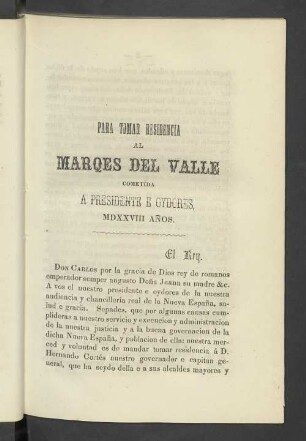 PARA TOMAR RESIDENCIA
AL
MARQES DEL VALLE
COMETIDA
A PRESIDENTE E OYDORES,
MDXXVIII AÑOS.
El Rey.
DON CARLOS por la gravia de Dios rey de romanos
emperador semper augusto Doña Joana su madre &c.
A vos el nuestro presidente e oydores de la nuestra
audiencia y chancilloria real de la Nueva España, sa-
lud e gracia. Sepades, que por algunas causas com-
plideras a nuestro servicio y execucion y administracion
de la nuestra justicia y a la buena governacion de la
dicha Nueva España, y poblacion de ella: nuestra mer-
ced y voluntad es de mandar tomar residencia á D.
Hernando Cortés nuestro governador e capitan ge-
neral, que ha seydo della e a sus alcaldes mayores y